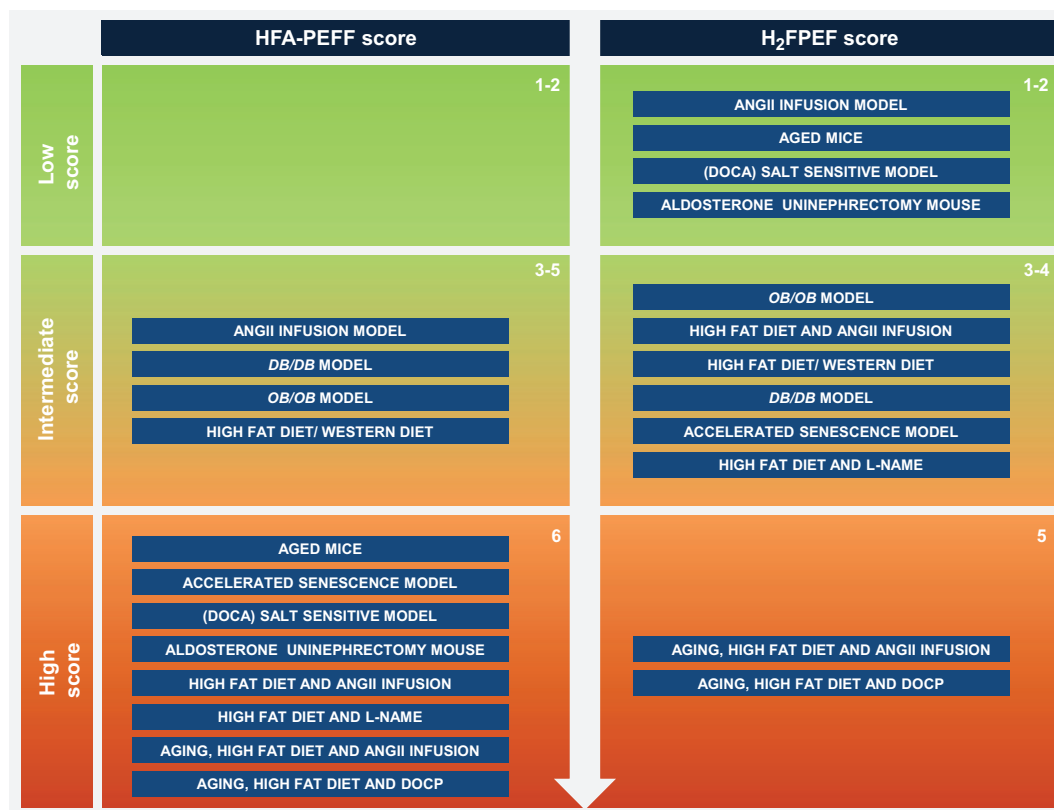 HFA-PEFF score
H₂FPEF score
Low
score
1-2
1-2
ANGII INFUSION MODEL
AGED MICE
(DOCA) SALT SENSITIVE MODEL
ALDOSTERONE UNINEPHRECTOMY MOUSE
Intermediate
score
3-5
ANGII INFUSION MODEL
DB/DB MODEL
OB/OB MODEL
HIGH FAT DIET/ WESTERN DIET
3-4
OB/OB MODEL
HIGH FAT DIET AND ANGII INFUSION
HIGH FAT DIET/ WESTERN DIET
DB/DB MODEL
ACCELERATED SENESCENCE MODEL
HIGH FAT DIET AND L-NAME
High
score
6
AGED MICE
ACCELERATED SENESCENCE MODEL
(DOCA) SALT SENSITIVE MODEL
ALDOSTERONE UNINEPHRECTOMY MOUSE
HIGH FAT DIET AND ANGII INFUSION
HIGH FAT DIET AND L-NAME
AGING, HIGH FAT DIET AND ANGII INFUSION
AGING, HIGH FAT DIET AND DOCP
5
AGING, HIGH FAT DIET AND ANGII INFUSION
AGING, HIGH FAT DIET AND DOCP